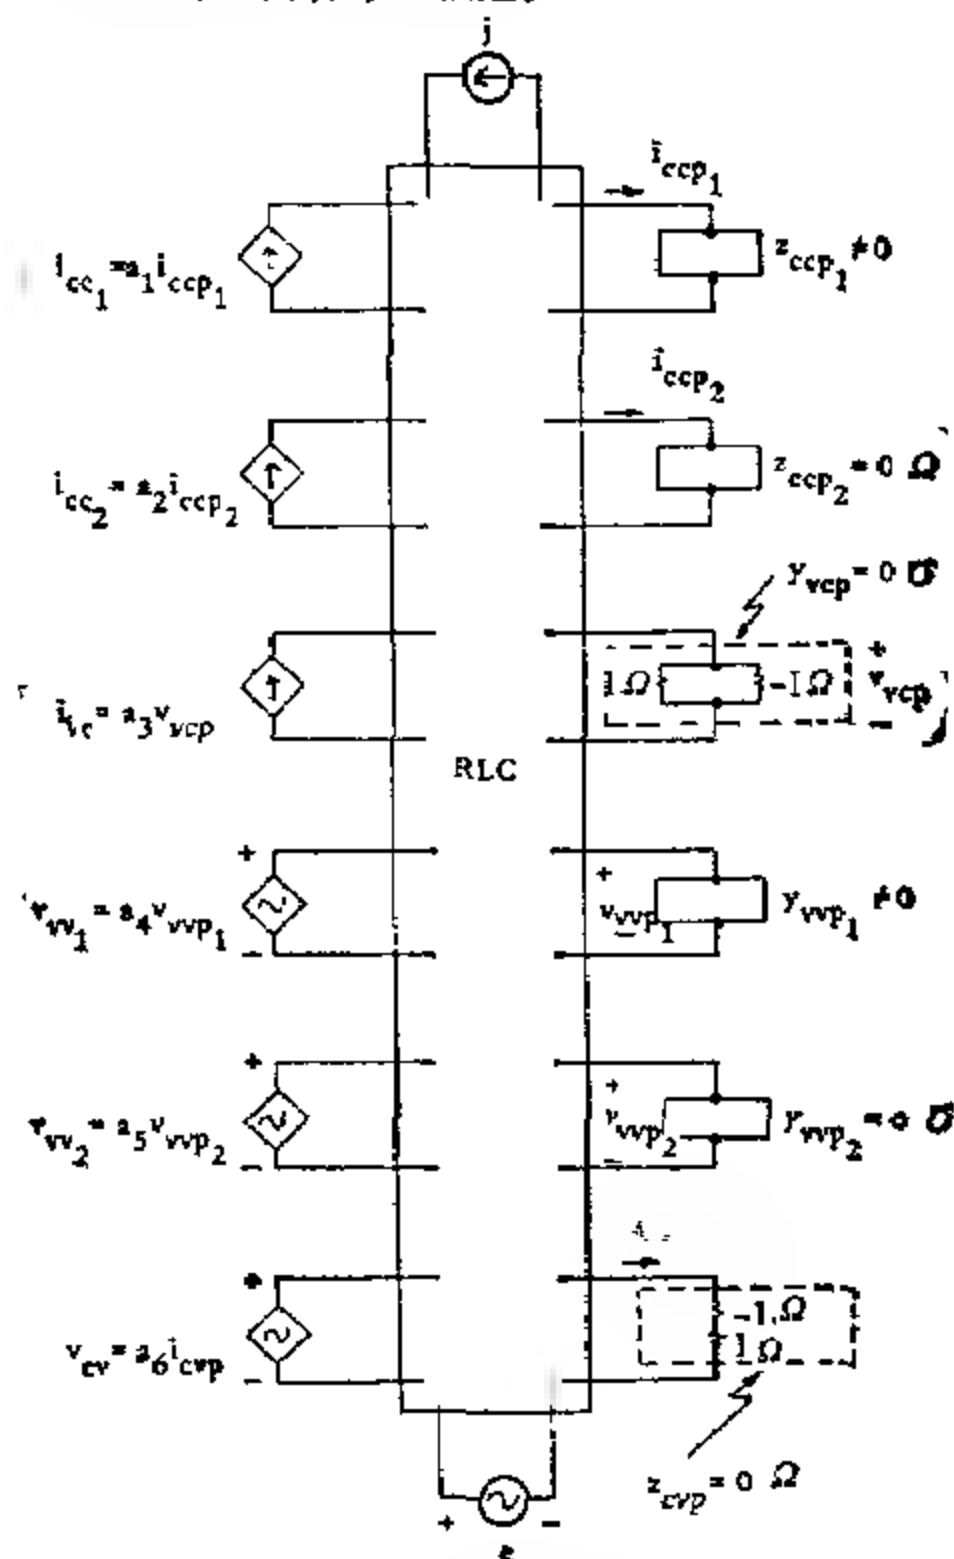 j
i_ccp1
i_cc1 = a1 i_ccp1
z_ccp1 ≠ 0
i_ccp2
i_cc2 = a2 i_ccp2
z_ccp2 = 0 Ω
y_vcp = 0 ℧
1Ω
-1Ω
+
v_vcp
-
i_vc = a3 v_vcp
RLC
+
v_vv1 = a4 v_vvp1
-
+
v_vvp1
-
y_vvp1 ≠ 0
+
v_vv2 = a5 v_vvp2
-
+
v_vvp2
-
y_vvp2 = 0 ℧
+
v_cv = a6 i_cvp
-
-1 Ω
1 Ω
z_cvp = 0 Ω
+ -